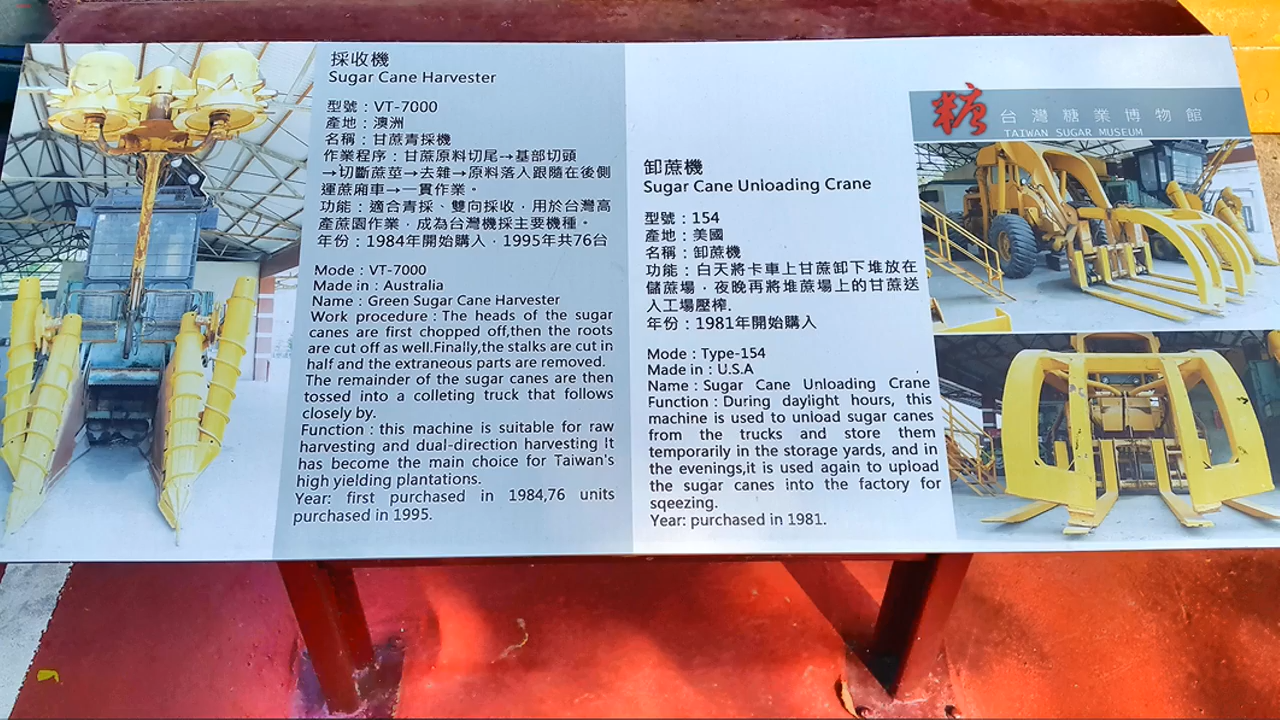 採收機
Sugar Cane Harvester
型號：VT-7000
產地：澳洲
名稱：甘蔗青採機
作業程序：甘蔗原料切尾→基部切頭
→切斷蔗莖→去雜→原料落入跟隨在後側
運蔗廂車→一貫作業。
功能：適合青採、雙向採收，用於台灣高
產蔗園作業，成為台灣機採主要機種。
年份：1984年開始購入，1995年共76台
Mode : VT-7000
Made in : Australia
Name : Green Sugar Cane Harvester
Work procedure : The heads of the sugar
canes are first chopped off,then the roots
are cut off as well.Finally,the stalks are cut in
half and the extraneous parts are removed.
The remainder of the sugar canes are then
tossed into a colleting truck that follows
closely by.
Function : this machine is suitable for raw
harvesting and dual-direction harvesting It
has become the main choice for Taiwan's
high yielding plantations.
Year: first purchased in 1984,76 units
purchased in 1995.
卸蔗機
Sugar Cane Unloading Crane
型號：154
產地：美國
名稱：卸蔗機
功能：白天將卡車上甘蔗卸下堆放在
儲蔗場，夜晚再將堆蔗場上的甘蔗送
入工場壓榨.
年份：1981年開始購入
Mode : Type-154
Made in : U.S.A
Name : Sugar Cane Unloading Crane
Function : During daylight hours, this
machine is used to unload sugar canes
from the trucks and store them
temporarily in the storage yards, and in
the evenings,it is used again to upload
the sugar canes into the factory for
sqeezing.
Year: purchased in 1981.
糖 台灣糖業博物館
TAIWAN SUGAR MUSEUM